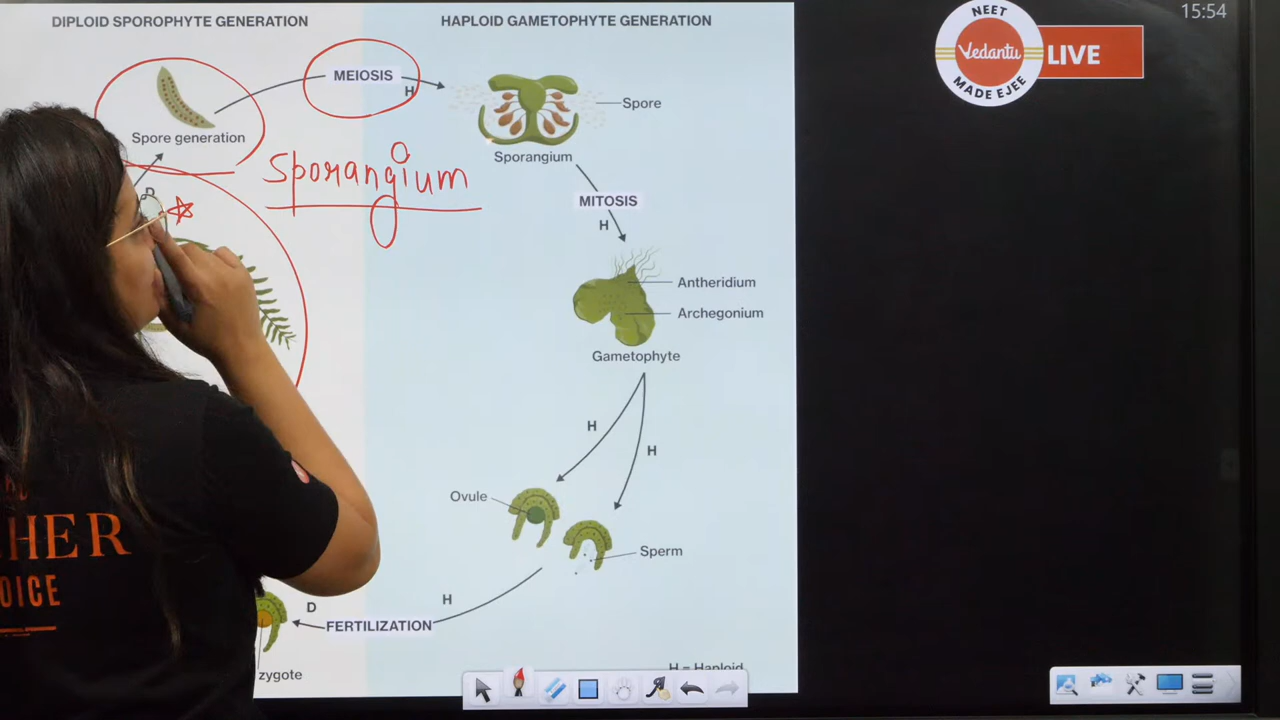 DIPLOID SPOROPHYTE GENERATION
HAPLOID GAMETOPHYTE GENERATION
15:54
NEET
Vedantu
MADE EJEE
LIVE
MEIOSIS
H
Spore
Spore generation
Sporangium
Sporangium
D
MITOSIS
H
Antheridium
Archegonium
Gametophyte
H
H
Ovule
Sperm
HER
OICE
D
H
FERTILIZATION
zygote
H = Haploid